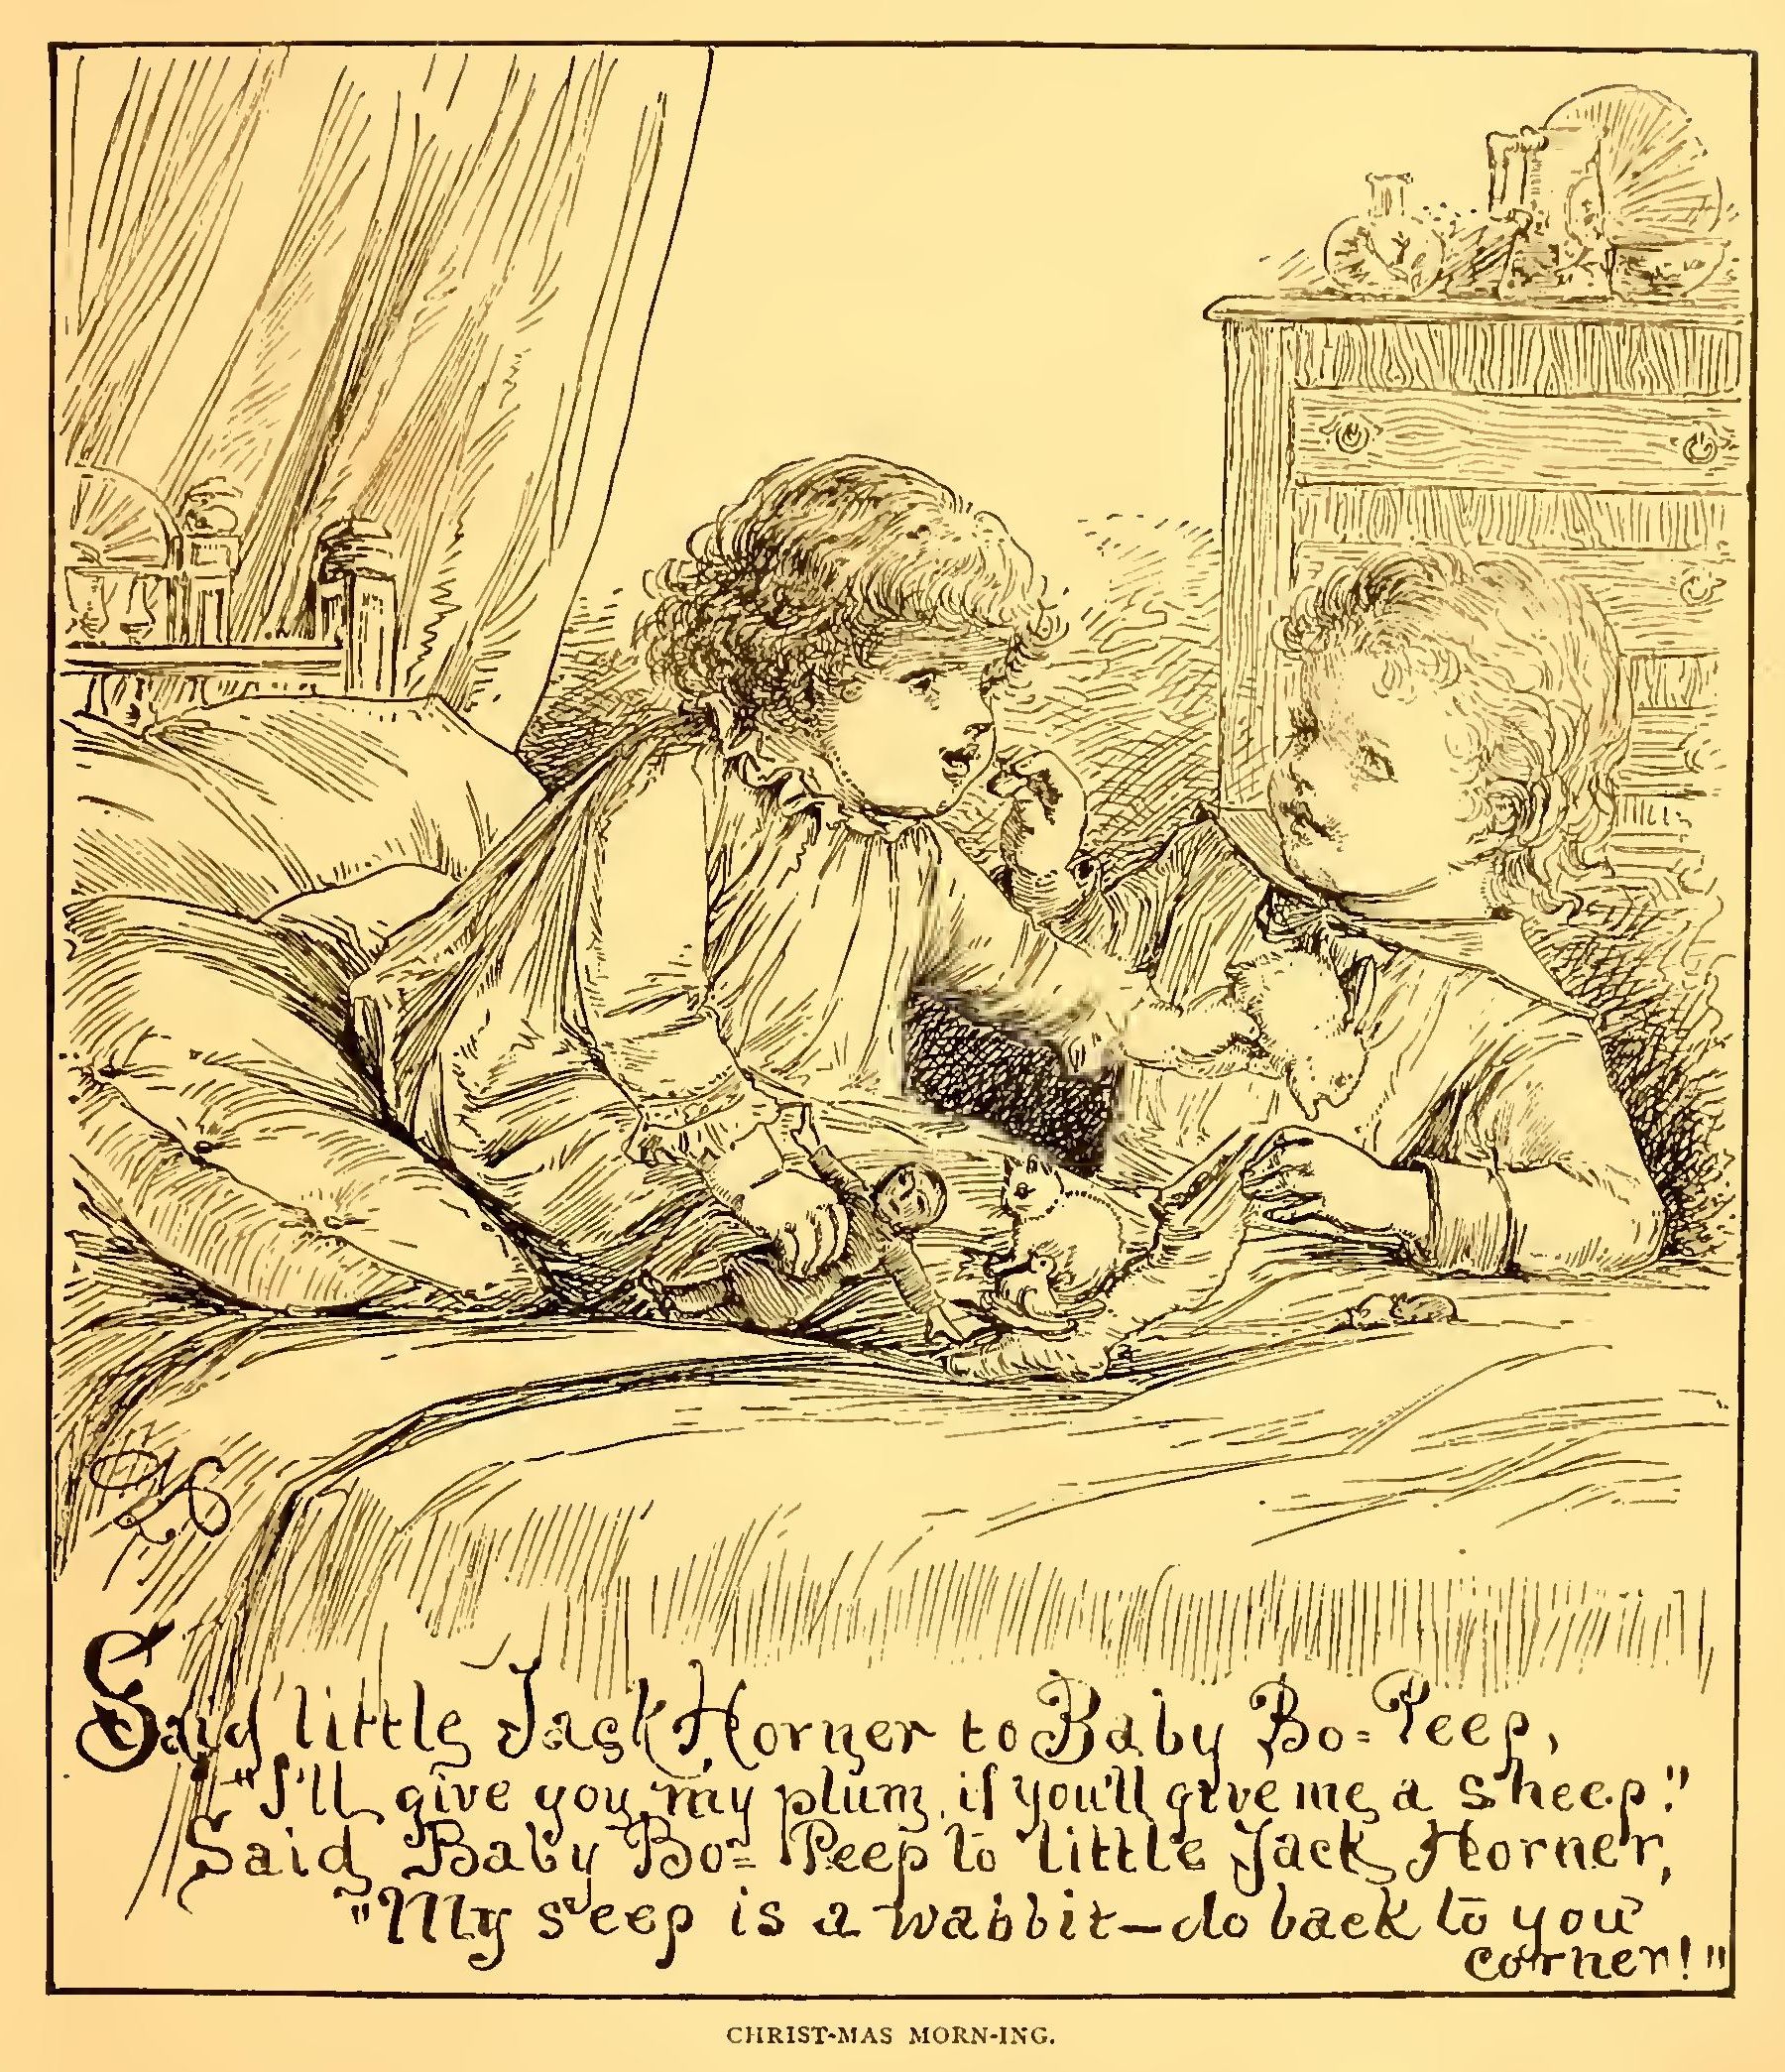 Said little Jack Horner to Baby Bo=Peep,
"I'll give you my plum, if you'll give me a sheep."
Said Baby Bo=Peep to little Jack Horner,
"My s'eep is a wabbit—do back to you'
corner!"
CHRIST-MAS MORN-ING.